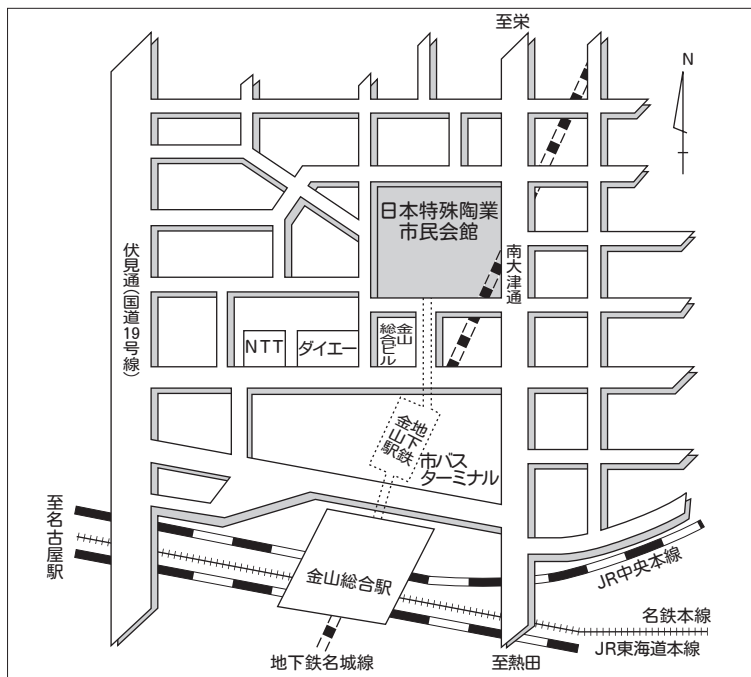 至栄
N
日本特殊陶業
市民会館
伏見通(国道19号線)
南大津通
NTT
ダイエー
金山
総合ビル
地下鉄
金山駅
市バス
ターミナル
至名古屋駅
金山総合駅
JR中央本線
名鉄本線
JR東海道本線
地下鉄名城線
至熱田